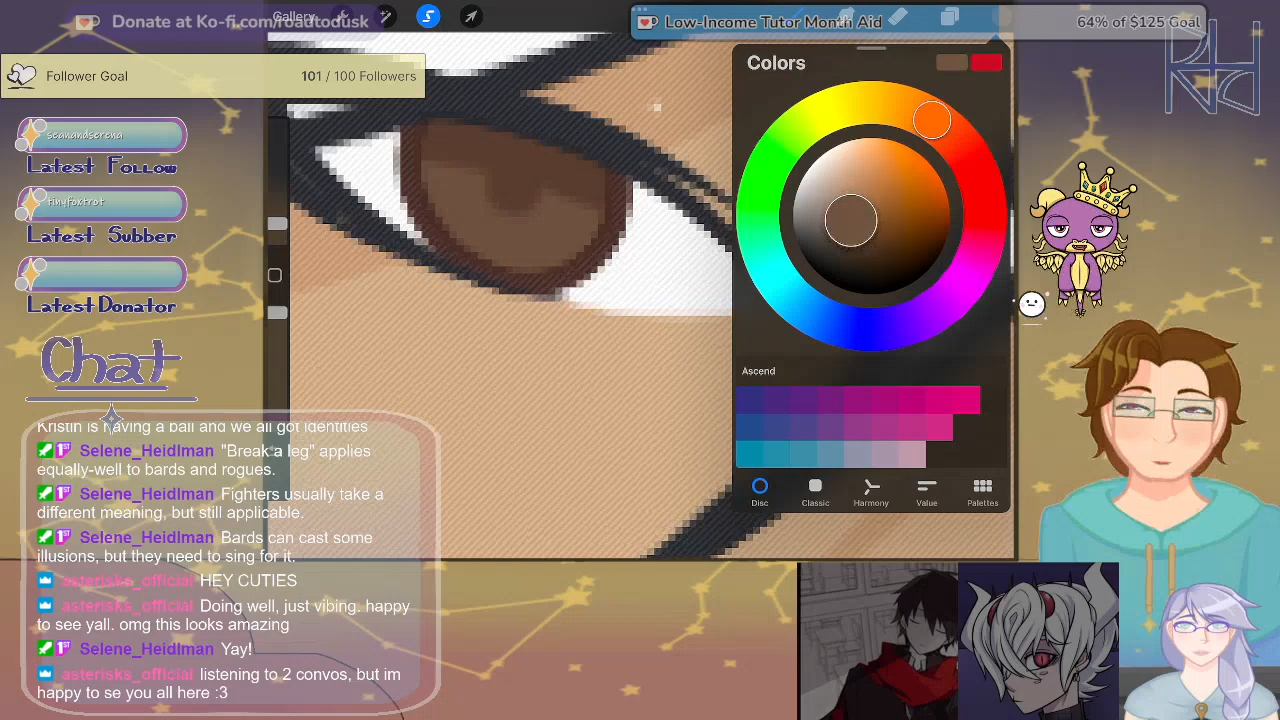 Donate at Ko-fi.com/risetodusk
Gallery
Low-Income Tutor Month Aid
64% of $125 Goal
Follower Goal
101 / 100 Followers
Colors
seanandserena
Latest Follow
tinyfoxtrot
Latest Subber
Latest Donator
Chat
Kristin is having a ball and we all got identities
Selene_Heidlman "Break a leg" applies
equally-well to bards and rogues.
Selene_Heidlman Fighters usually take a
different meaning, but still applicable.
Selene_Heidlman Bards can cast some
illusions, but they need to sing for it.
asterisks_official HEY CUTIES
asterisks_official Doing well, just vibing. happy
to see yall. omg this looks amazing
Selene_Heidlman Yay!
asterisks_official listening to 2 convos, but im
happy to se you all here :3
Ascend
Disc
Classic
Harmony
Value
Palettes